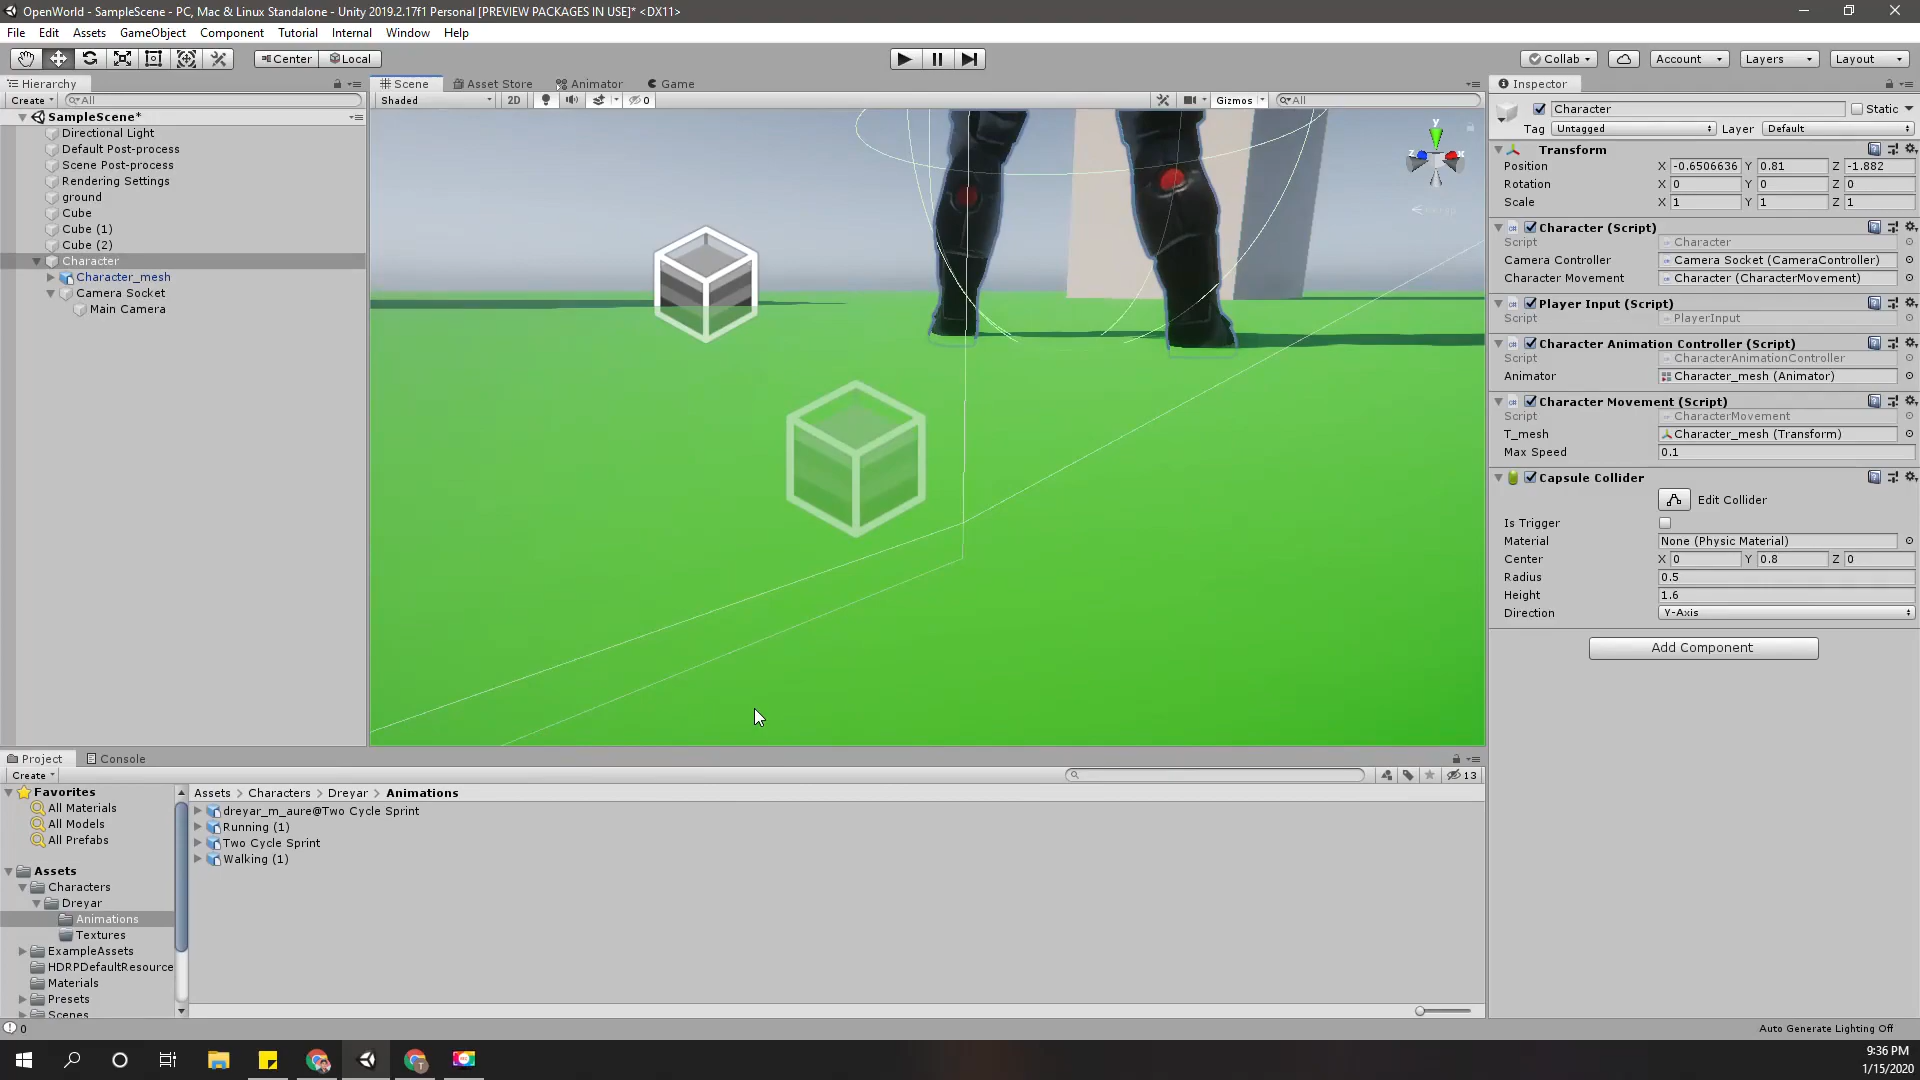 OpenWorld - SampleScene - PC, Mac & Linux Standalone - Unity 2019.2.17f1 Personal [PREVIEW PACKAGES IN USE]* <DX11>
File Edit Assets GameObject Component Tutorial Internal Window Help
Center Local Collab Account Layers Layout
Hierarchy
Create All
SampleScene*
Directional Light
Default Post-process
Scene Post-process
Rendering Settings
ground
Cube
Cube (1)
Cube (2)
Character
Character_mesh
Camera Socket
Main Camera
Scene Asset Store Animator Game
Shaded 2D 0 Gizmos All
y
x
z
Persp
Inspector
Character Static
Tag Untagged Layer Default
Transform
Position X -0.6506636 Y 0.81 Z -1.882
Rotation X 0 Y 0 Z 0
Scale X 1 Y 1 Z 1
Character (Script)
Script Character
Camera Controller Camera Socket (CameraController)
Character Movement Character (CharacterMovement)
Player Input (Script)
Script PlayerInput
Character Animation Controller (Script)
Script CharacterAnimationController
Animator Character_mesh (Animator)
Character Movement (Script)
Script CharacterMovement
T_mesh Character_mesh (Transform)
Max Speed 0.1
Capsule Collider
Edit Collider
Is Trigger
Material None (Physic Material)
Center X 0 Y 0.8 Z 0
Radius 0.5
Height 1.6
Direction Y-Axis
Add Component
Project Console
Create 13
Favorites
All Materials
All Models
All Prefabs
Assets
Characters
Dreyar
Animations
Textures
ExampleAssets
HDRPDefaultResource
Materials
Presets
Scenes
Assets Characters Dreyar Animations
dreyar_m_aure@Two Cycle Sprint
Running (1)
Two Cycle Sprint
Walking (1)
0
Auto Generate Lighting Off
9:36 PM
1/15/2020